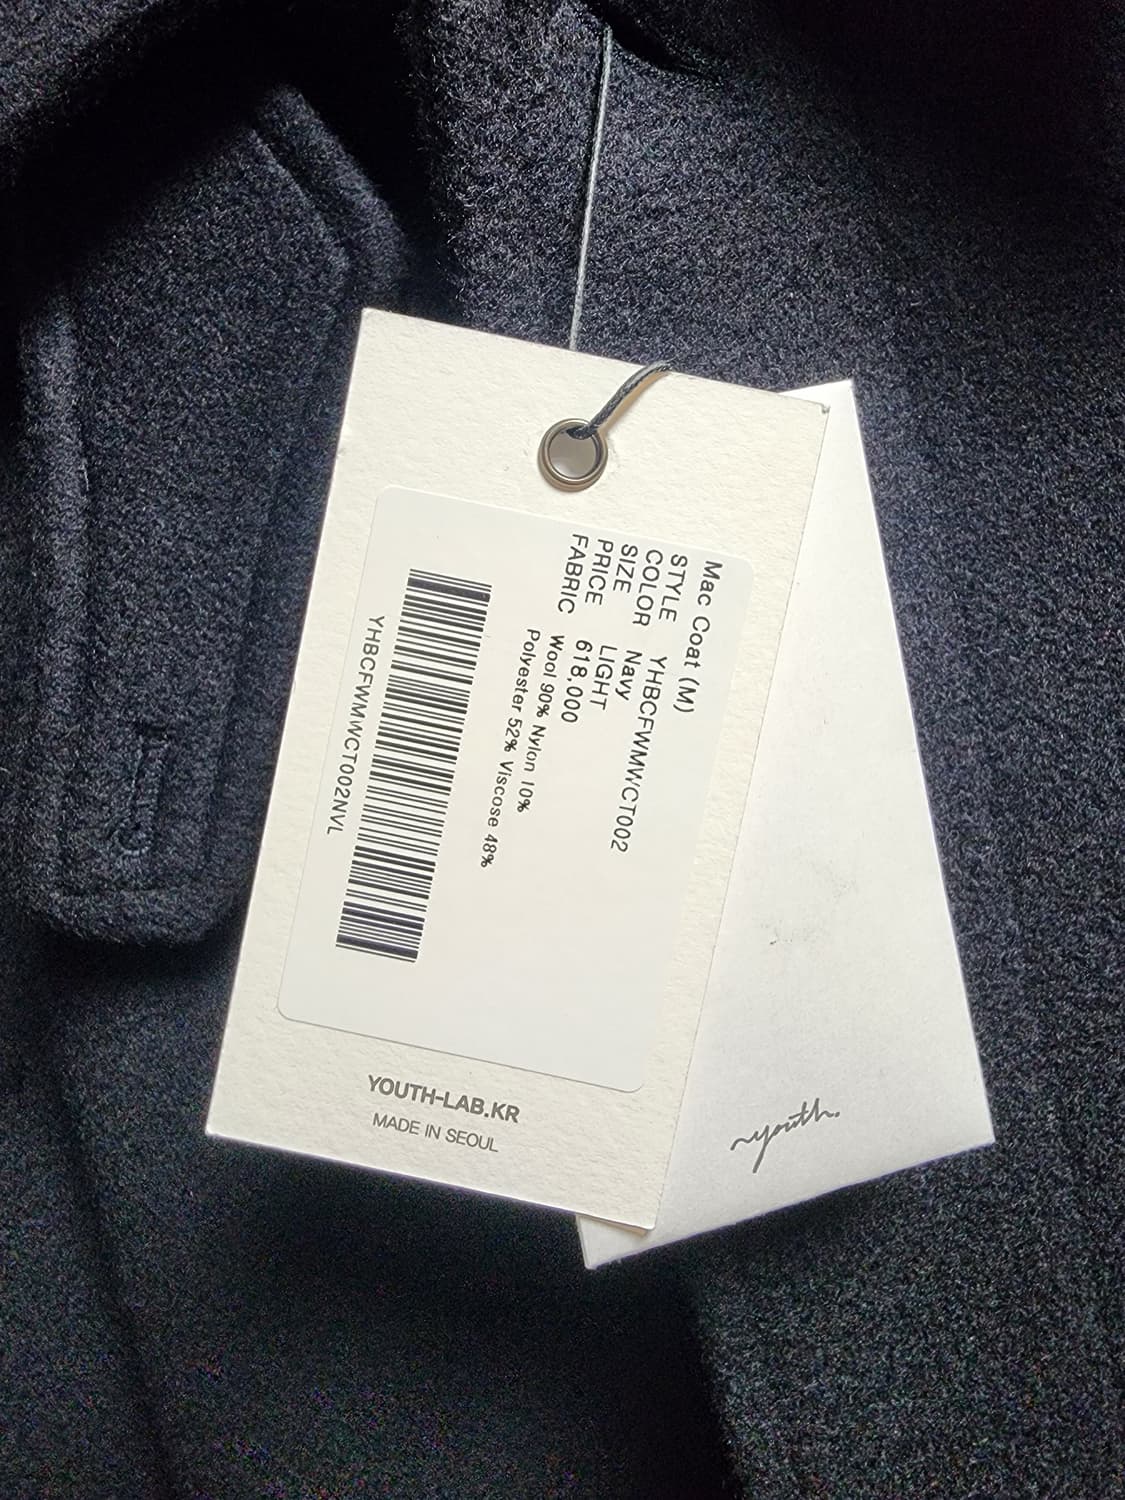 Mac Coat (M)
STYLE YHBCFWMWCT002
COLOR Navy
SIZE LIGHT
PRICE 618,000
FABRIC Wool 90% Nylon 10%
Polyester 52% Viscose 48%
YHBCFWMWCT002NVL
YOUTH-LAB.KR
MADE IN SEOUL
~youth.